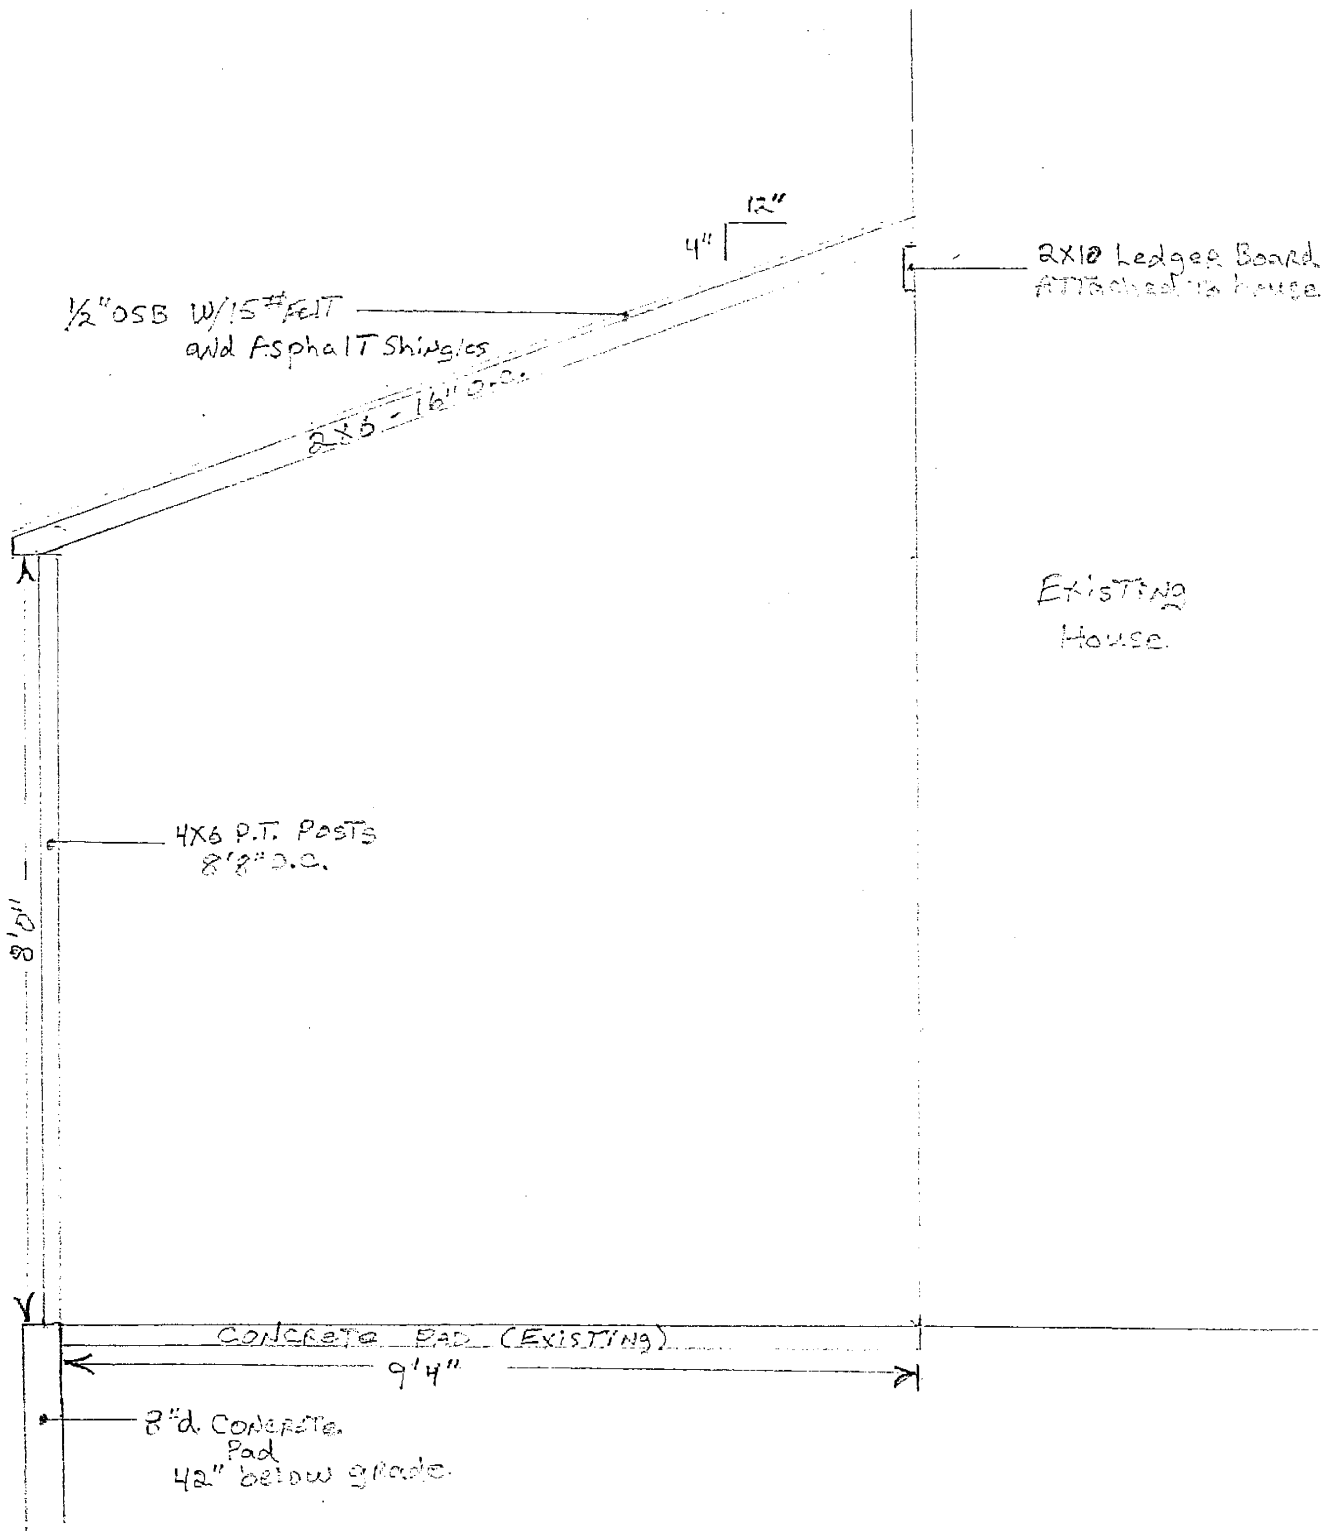 12"
4"
2X10 Ledger Board
ATTached to house
1/2" OSB W/15# FelT
and AsphalT Shingles
2X6 - 16" O.C.
ExisTiNg
House
4X6 P.T. PosTs
8'8" O.C.
8'0"
CONCReTe PAD (ExisTiNg)
9'4"
8"d. CONCReTe
Pad
42" below gRade.